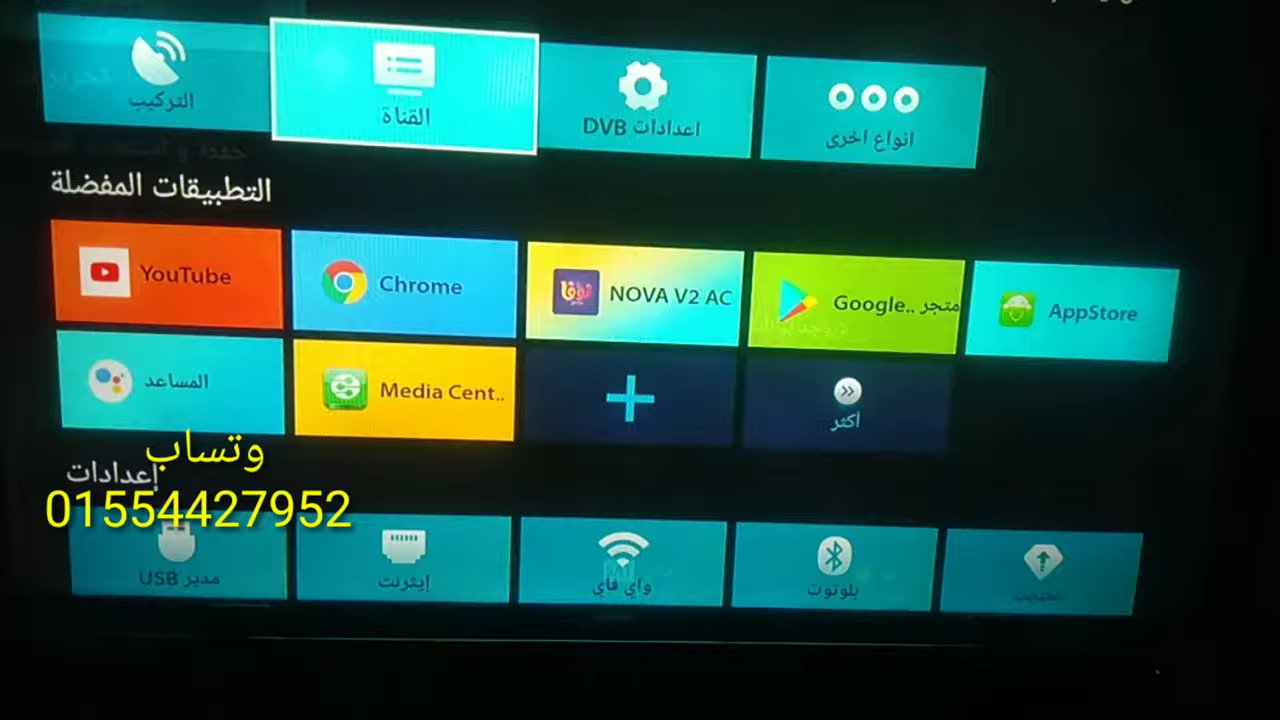 التركيب
القناة
اعدادات DVB
انواع اخرى
التطبيقات المفضلة
YouTube
Chrome
NOVA V2 AC
Google.. متجر
AppStore
المساعد
Media Cent..
أكثر
وتساب
إعدادات
01554427952
مدير USB
إيثرنت
واي فاي
بلوتوث